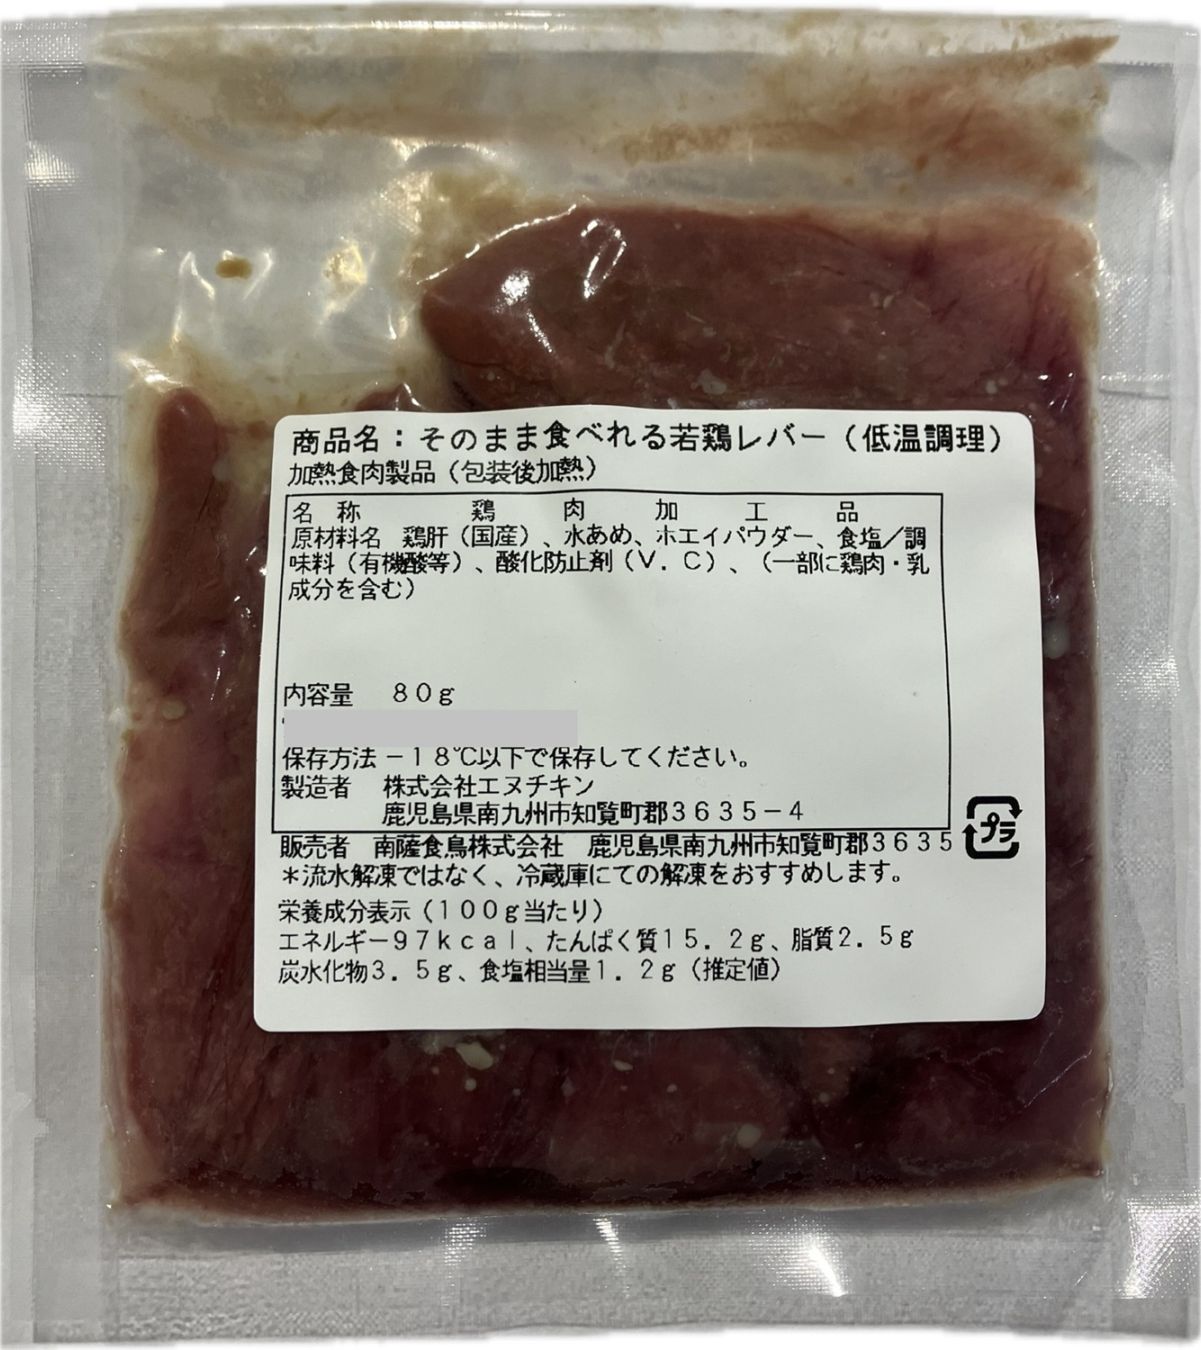 商品名：そのまま食べれる若鶏レバー（低温調理）
加熱食肉製品（包装後加熱）
名 称 鶏 肉 加 工 品
原材料名 鶏肝（国産）、水あめ、ホエイパウダー、食塩／調
味料（有機酸等）、酸化防止剤（Ｖ．Ｃ）、（一部に鶏肉・乳
成分を含む）
内容量 ８０ｇ
保存方法 －１８℃以下で保存してください。
製造者 株式会社エヌチキン
鹿児島県南九州市知覧町郡３６３５－４
プラ
販売者 南薩食鳥株式会社 鹿児島県南九州市知覧町郡３６３５
＊流水解凍ではなく、冷蔵庫にての解凍をおすすめします。
栄養成分表示（１００ｇ当たり）
エネルギー９７ｋｃａｌ、たんぱく質１５．２ｇ、脂質２．５ｇ
炭水化物３．５ｇ、食塩相当量１．２ｇ（推定値）